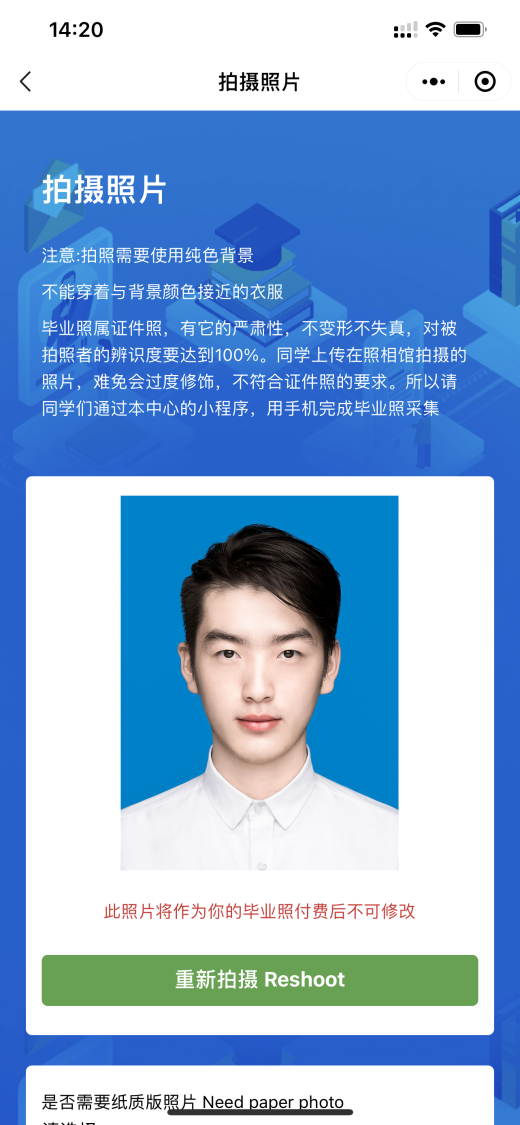 14:20
拍摄照片
拍摄照片
注意:拍照需要使用纯色背景
不能穿着与背景颜色接近的衣服
毕业照属证件照，有它的严肃性，不变形不失真，对被
拍照者的辨识度要达到100%。同学上传在照相馆拍摄的
照片，难免会过度修饰，不符合证件照的要求。所以请
同学们通过本中心的小程序，用手机完成毕业照采集
此照片将作为你的毕业照付费后不可修改
重新拍摄 Reshoot
是否需要纸质版照片 Need paper photo